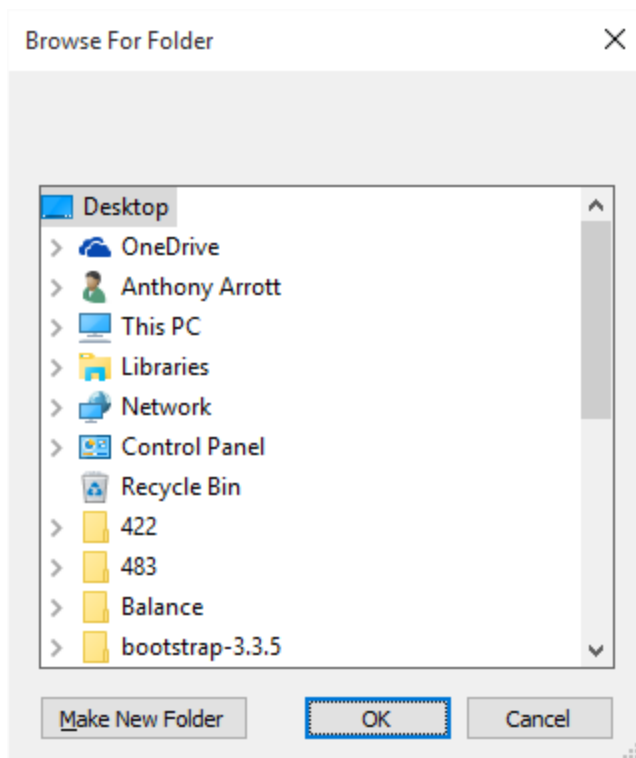 Browse For Folder
Desktop
OneDrive
Anthony Arrott
This PC
Libraries
Network
Control Panel
Recycle Bin
422
483
Balance
bootstrap-3.3.5
Make New Folder
OK
Cancel